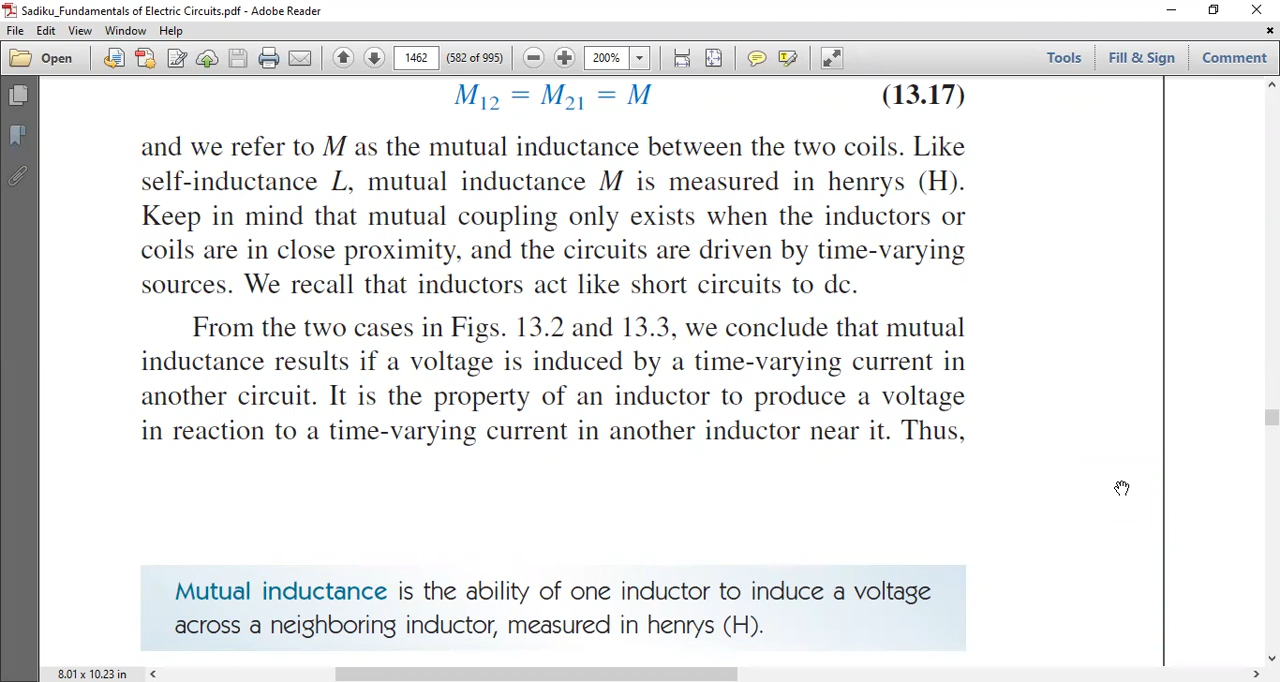 Sadiku_Fundamentals of Electric Circuits.pdf - Adobe Reader
File Edit View Window Help
Open 1462 (582 of 995) 200% Tools Fill & Sign Comment
M12 = M21 = M (13.17)
and we refer to M as the mutual inductance between the two coils. Like
self-inductance L, mutual inductance M is measured in henrys (H).
Keep in mind that mutual coupling only exists when the inductors or
coils are in close proximity, and the circuits are driven by time-varying
sources. We recall that inductors act like short circuits to dc.
From the two cases in Figs. 13.2 and 13.3, we conclude that mutual
inductance results if a voltage is induced by a time-varying current in
another circuit. It is the property of an inductor to produce a voltage
in reaction to a time-varying current in another inductor near it. Thus,
Mutual inductance is the ability of one inductor to induce a voltage
across a neighboring inductor, measured in henrys (H).
8.01 x 10.23 in